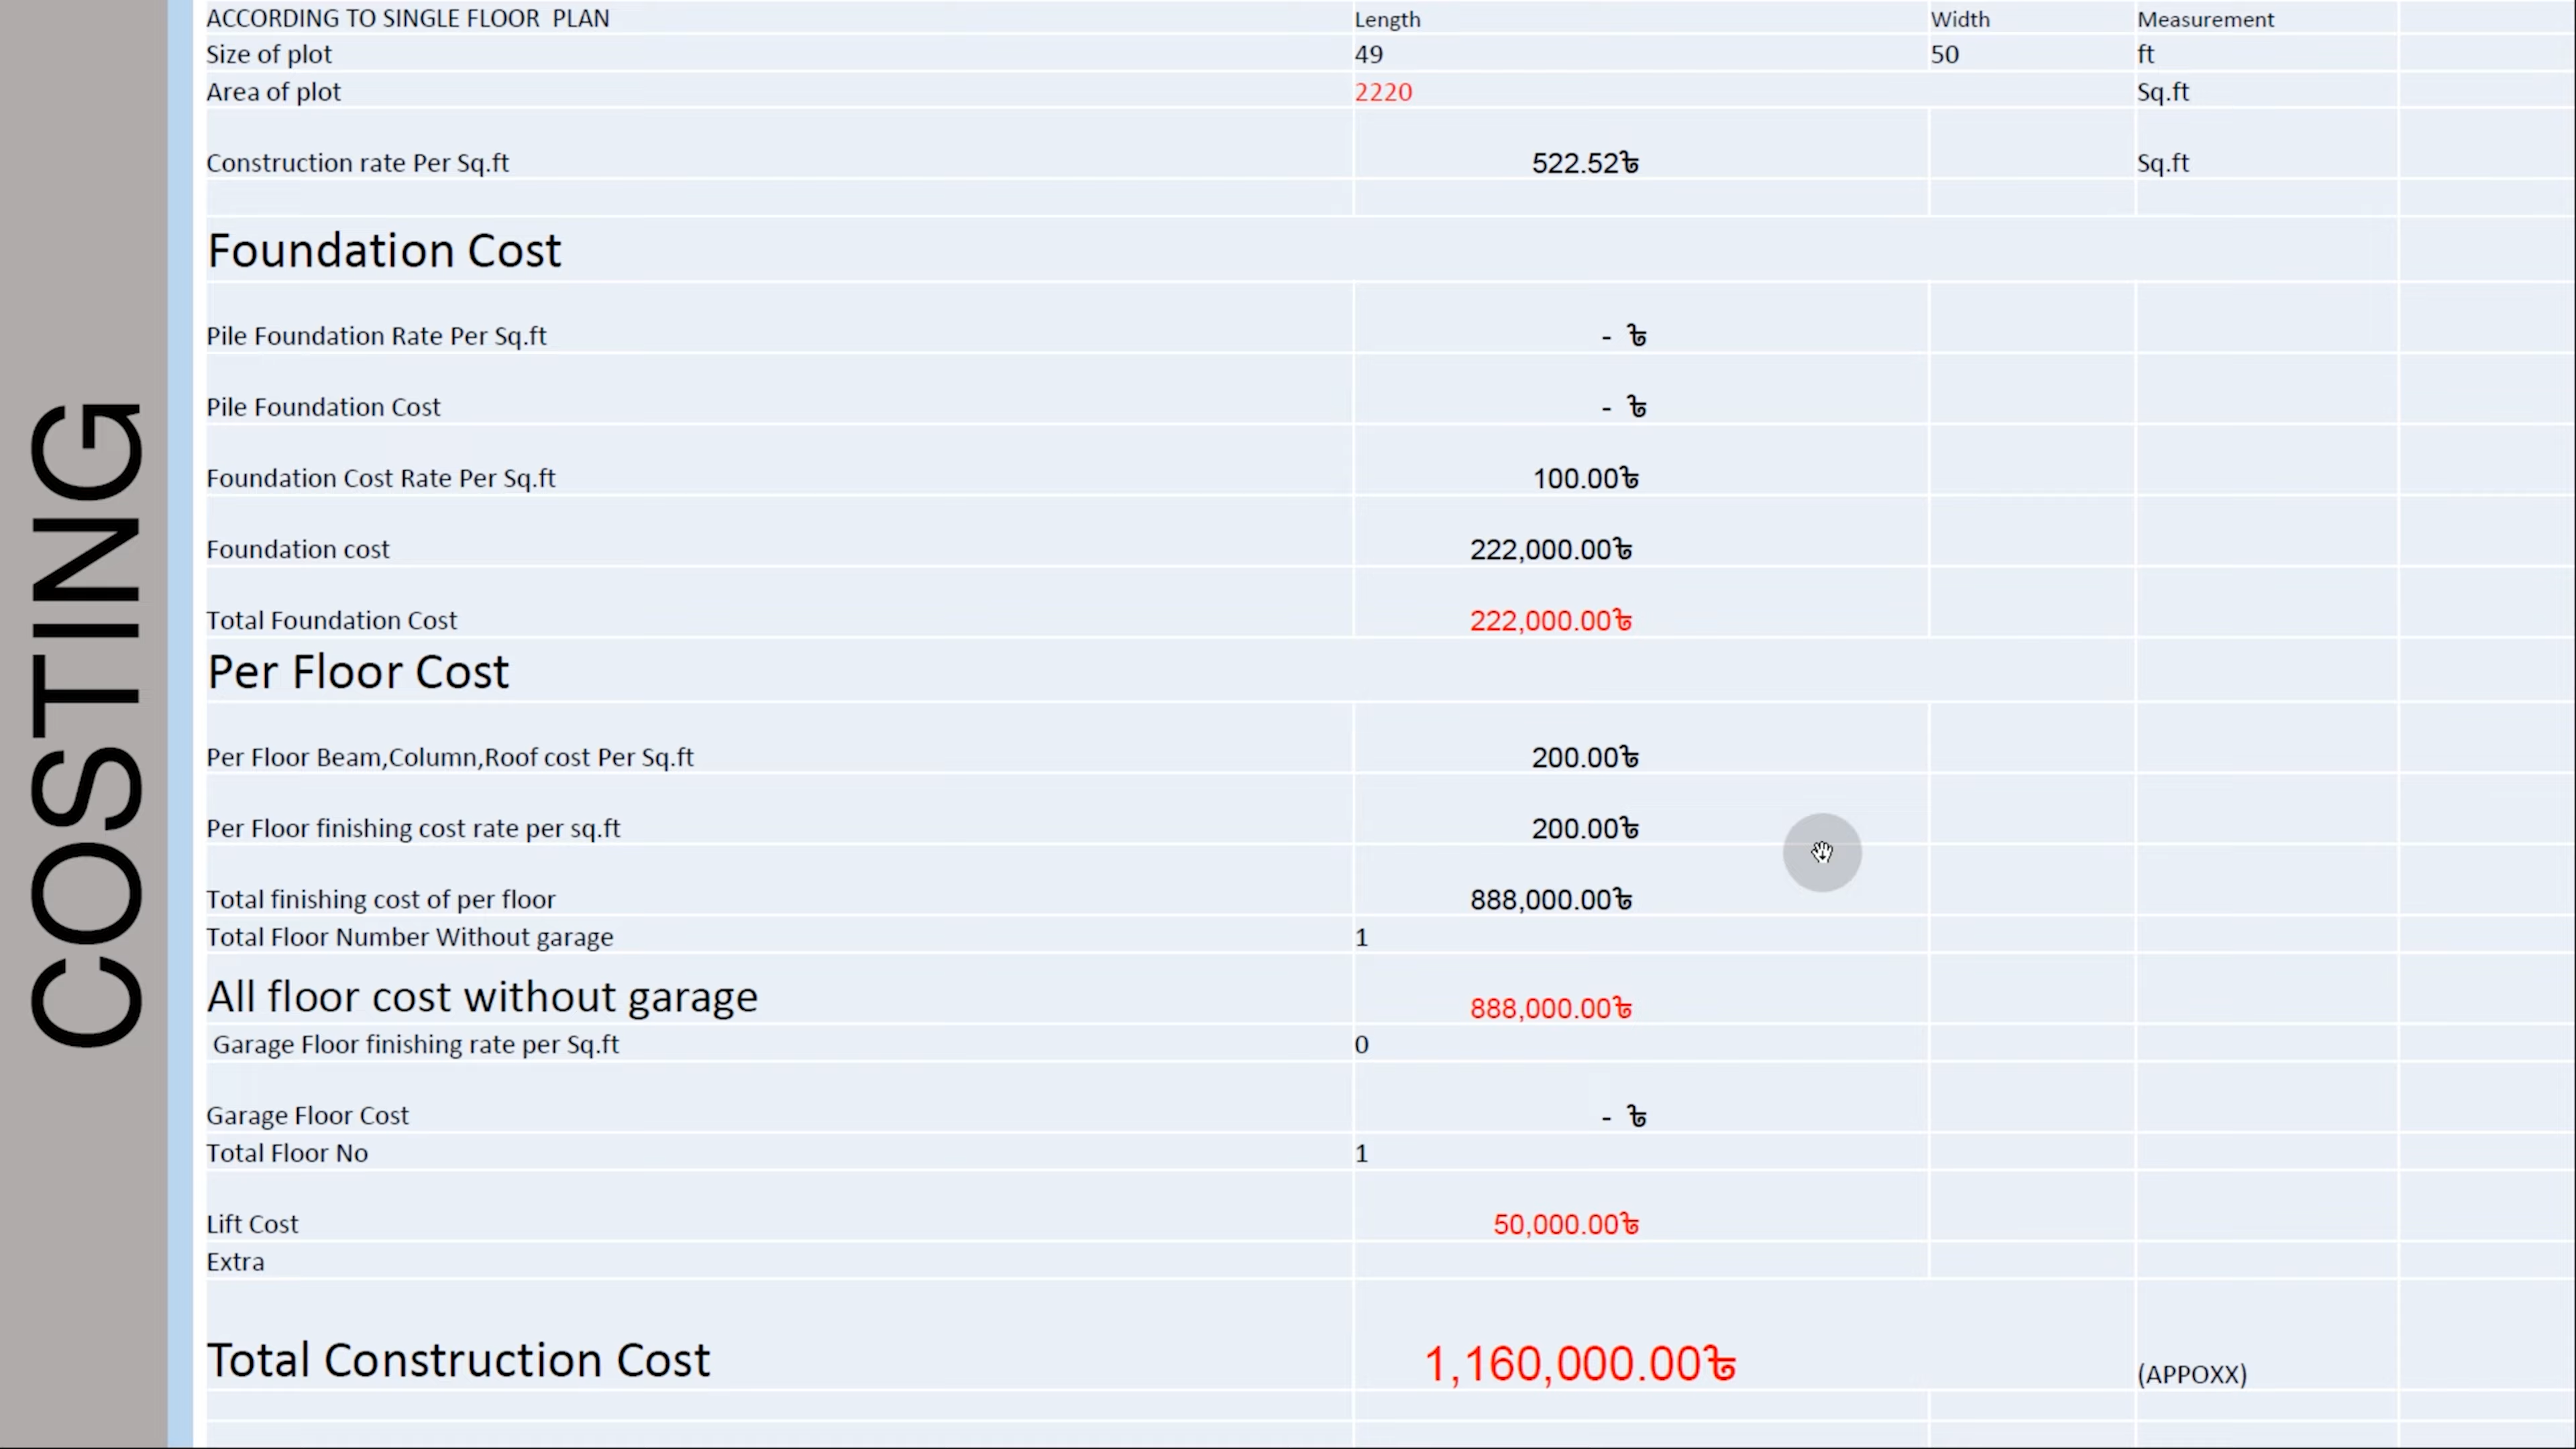 COSTING
ACCORDING TO SINGLE FLOOR PLAN Length Width Measurement
Size of plot 49 50 ft
Area of plot 2220 Sq.ft
Construction rate Per Sq.ft 522.52৳ Sq.ft
Foundation Cost
Pile Foundation Rate Per Sq.ft - ৳
Pile Foundation Cost - ৳
Foundation Cost Rate Per Sq.ft 100.00৳
Foundation cost 222,000.00৳
Total Foundation Cost 222,000.00৳
Per Floor Cost
Per Floor Beam,Column,Roof cost Per Sq.ft 200.00৳
Per Floor finishing cost rate per sq.ft 200.00৳
Total finishing cost of per floor 888,000.00৳
Total Floor Number Without garage 1
All floor cost without garage 888,000.00৳
Garage Floor finishing rate per Sq.ft 0
Garage Floor Cost - ৳
Total Floor No 1
Lift Cost 50,000.00৳
Extra
Total Construction Cost 1,160,000.00৳ (APPOXX)